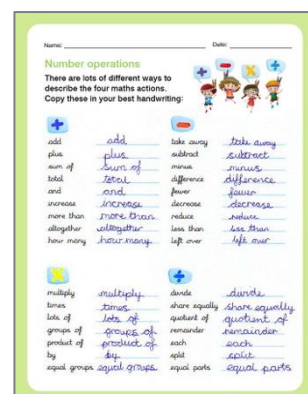 Name: Date:
Number operations
There are lots of different ways to
describe the four maths actions.
Copy these in your best handwriting:
+ - x ÷
+
add add
plus plus
sum of sum of
total total
and and
increase increase
more than more than
altogether altogether
how many how many
-
take away take away
subtract subtract
minus minus
difference difference
fewer fewer
decrease decrease
reduce reduce
less than less than
left over left over
x
multiply multiply
times times
lots of lots of
groups of groups of
product of product of
by by
equal groups equal groups
÷
divide divide
share equally share equally
quotient of quotient of
remainder remainder
each each
split split
equal parts equal parts